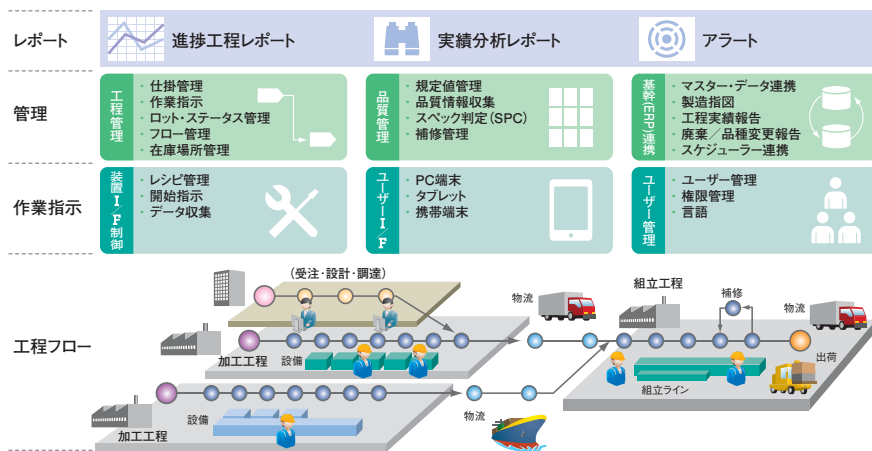 レポート
進捗工程レポート
実績分析レポート
アラート
管理
工程管理
・仕掛管理
・作業指示
・ロット・ステータス管理
・フロー管理
・在庫場所管理
品質管理
・規定値管理
・品質情報収集
・スペック判定(SPC)
・補修管理
基幹(ERP)連携
・マスター・データ連携
・製造指図
・工程実績報告
・廃棄／品種変更報告
・スケジューラー連携
作業指示
装置I/F制御
・レシピ管理
・開始指示
・データ収集
ユーザーI/F
・PC端末
・タブレット
・携帯端末
ユーザー管理
・ユーザー管理
・権限管理
・言語
工程フロー
(受注・設計・調達)
物流
組立工程
補修
物流
加工工程
設備
出荷
組立ライン
加工工程
設備
物流